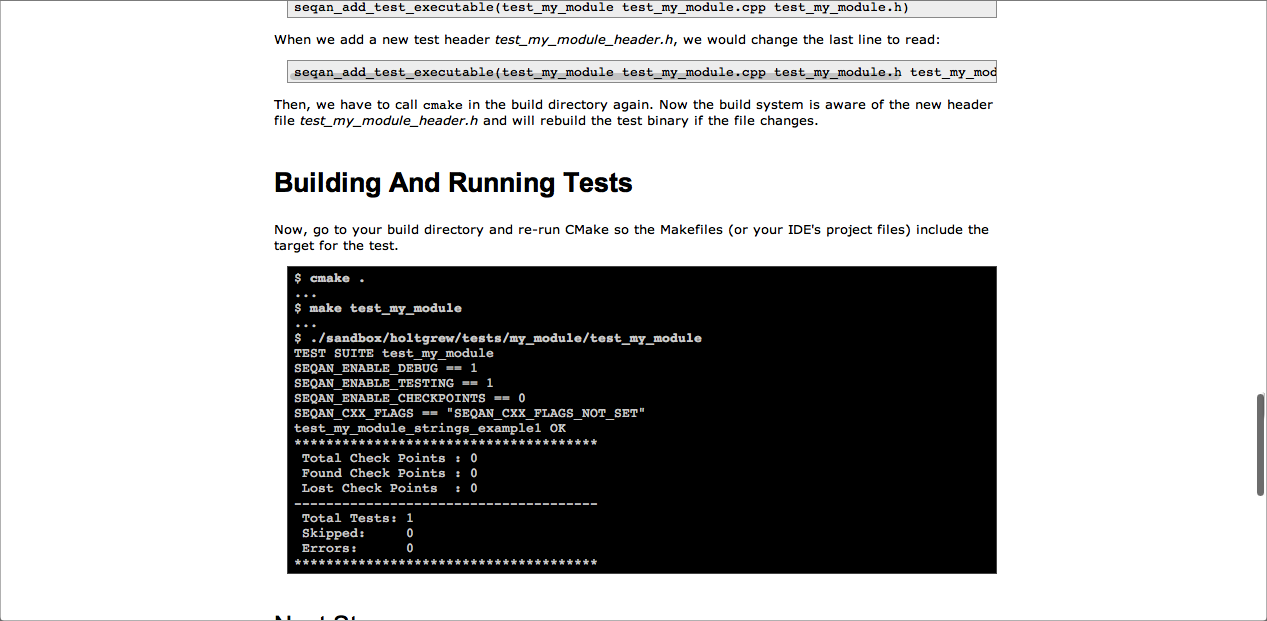 seqan_add_test_executable(test_my_module test_my_module.cpp test_my_module.h)
When we add a new test header test_my_module_header.h, we would change the last line to read:
seqan_add_test_executable(test_my_module test_my_module.cpp test_my_module.h test_my_mod
Then, we have to call cmake in the build directory again. Now the build system is aware of the new header
file test_my_module_header.h and will rebuild the test binary if the file changes.
Building And Running Tests
Now, go to your build directory and re-run CMake so the Makefiles (or your IDE's project files) include the
target for the test.
$ cmake .
...
$ make test_my_module
...
$ ./sandbox/holtgrew/tests/my_module/test_my_module
TEST SUITE test_my_module
SEQAN_ENABLE_DEBUG == 1
SEQAN_ENABLE_TESTING == 1
SEQAN_ENABLE_CHECKPOINTS == 0
SEQAN_CXX_FLAGS == "SEQAN_CXX_FLAGS_NOT_SET"
test_my_module_strings_example1 OK
**************************************
Total Check Points : 0
Found Check Points : 0
Lost Check Points  : 0
--------------------------------------
Total Tests: 1
Skipped:     0
Errors:      0
**************************************